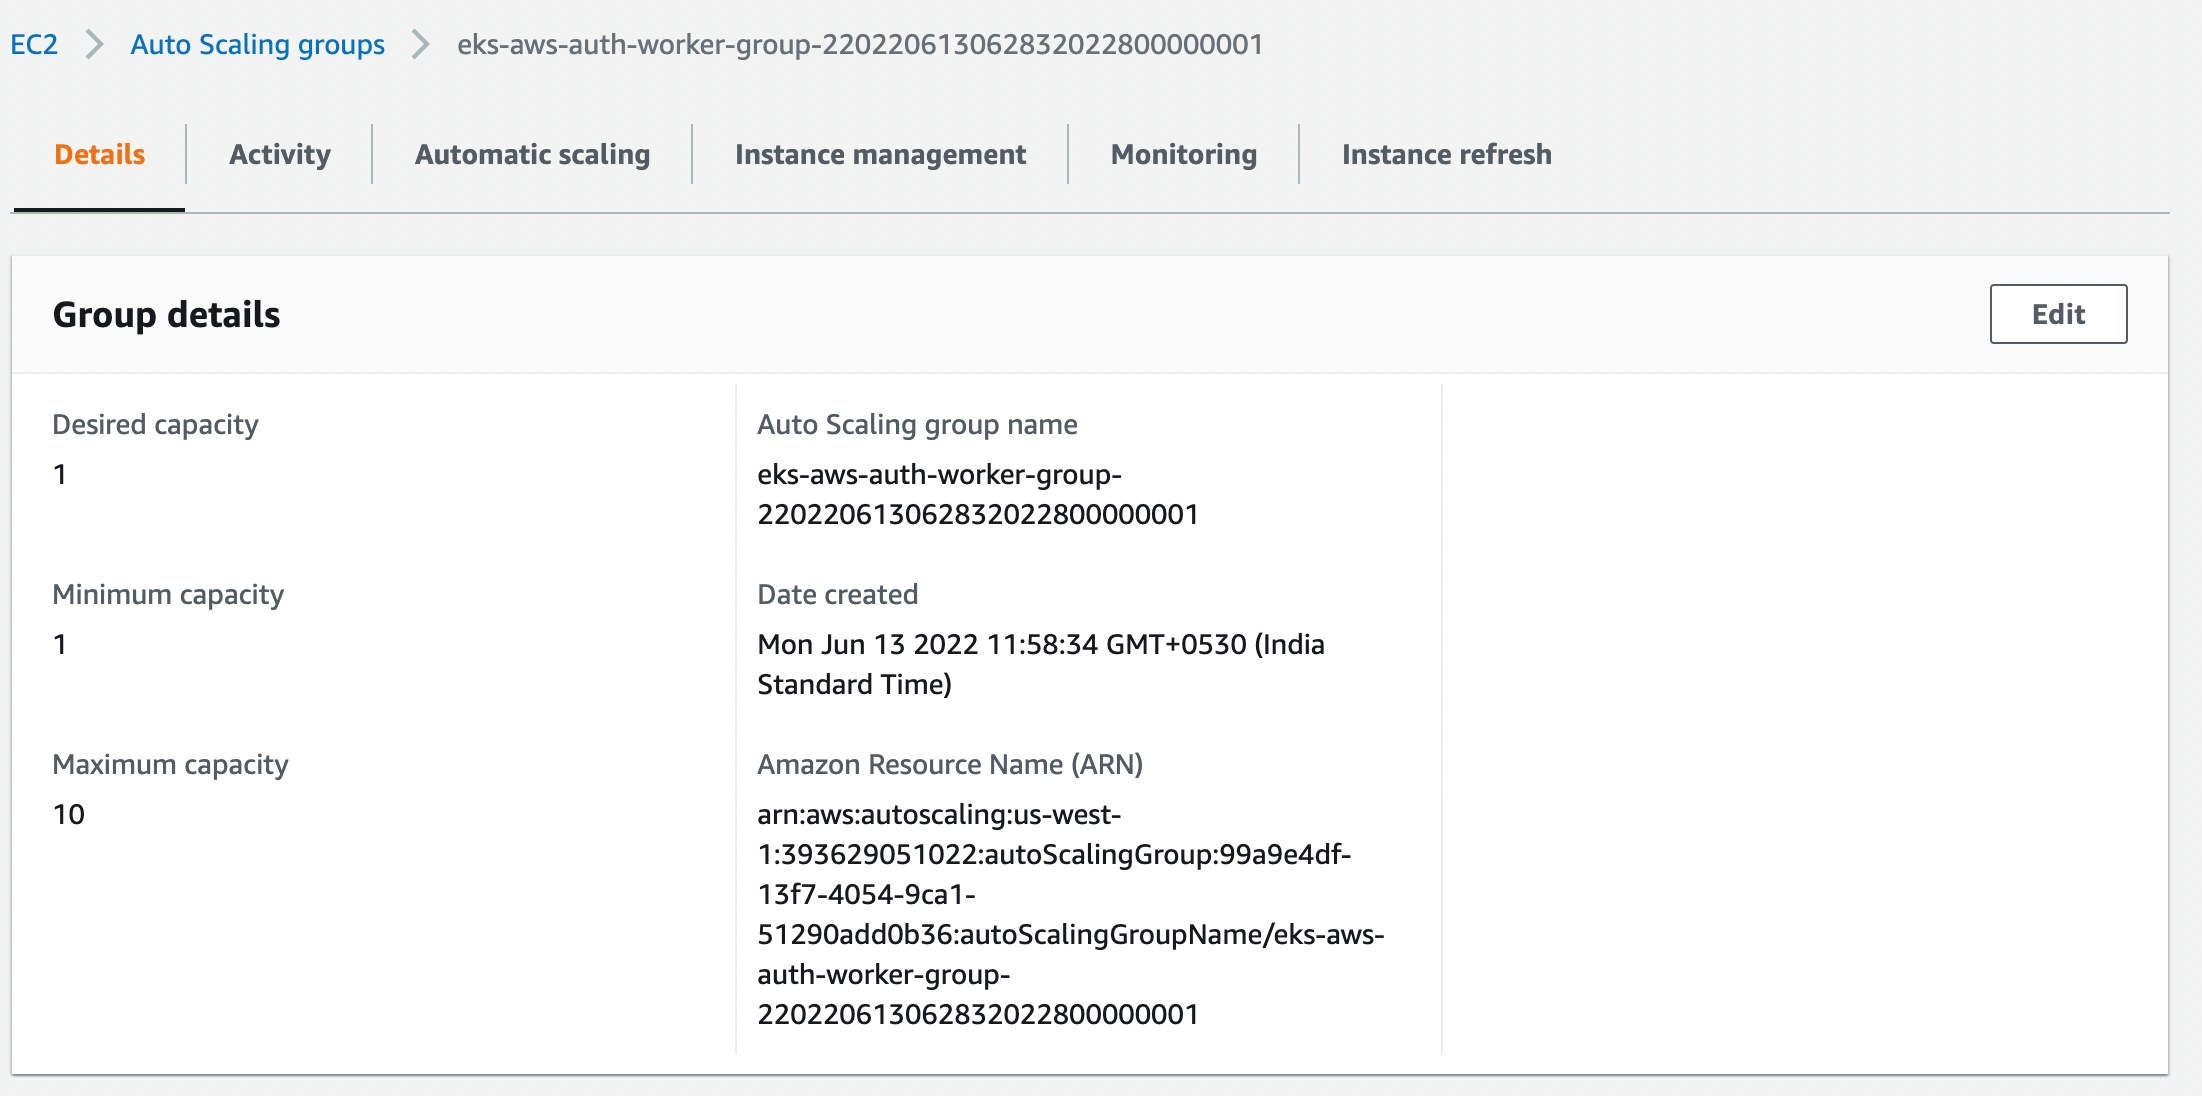 EC2 > Auto Scaling groups > eks-aws-auth-worker-group-22022061306283202280000​0001
Details
Activity
Automatic scaling
Instance management
Monitoring
Instance refresh
Group details
Edit
Desired capacity
1
Minimum capacity
1
Maximum capacity
10
Auto Scaling group name
eks-aws-auth-worker-group-
220220613062832022800000001
Date created
Mon Jun 13 2022 11:58:34 GMT+0530 (India
Standard Time)
Amazon Resource Name (ARN)
arn:aws:autoscaling:us-west-
1:393629051022:autoScalingGroup:99a9e4df-
13f7-4054-9ca1-
51290add0b36:autoScalingGroupName/eks-aws-
auth-worker-group-
220220613062832022800000001